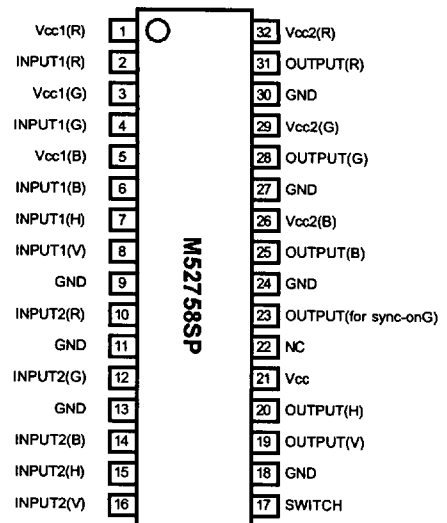 Vcc1(R) 1 32 Vcc2(R)
INPUT1(R) 2 31 OUTPUT(R)
Vcc1(G) 3 30 GND
INPUT1(G) 4 29 Vcc2(G)
Vcc1(B) 5 28 OUTPUT(G)
INPUT1(B) 6 27 GND
INPUT1(H) 7 26 Vcc2(B)
INPUT1(V) 8 25 OUTPUT(B)
GND 9 24 GND
INPUT2(R) 10 23 OUTPUT(for sync-onG)
GND 11 22 NC
INPUT2(G) 12 21 Vcc
GND 13 20 OUTPUT(H)
INPUT2(B) 14 19 OUTPUT(V)
INPUT2(H) 15 18 GND
INPUT2(V) 16 17 SWITCH
M52758SP